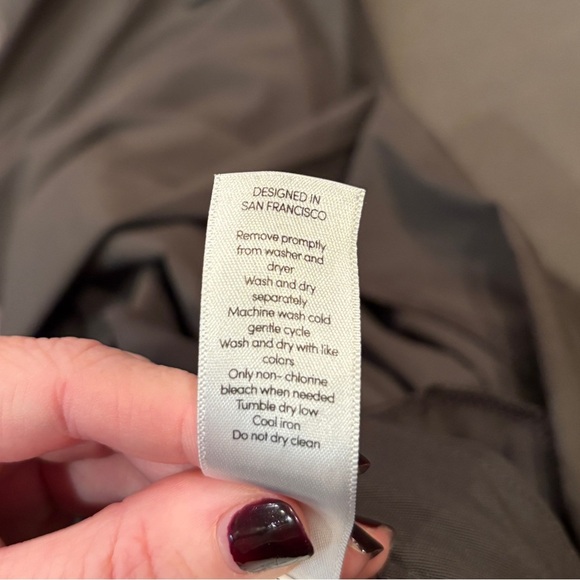 DESIGNED IN
SAN FRANCISCO
Remove promptly
from washer and
dryer
Wash and dry
separately
Machine wash cold
gentle cycle
Wash and dry with like
colors
Only non- chlorine
bleach when needed
Tumble dry low
Cool iron
Do not dry clean